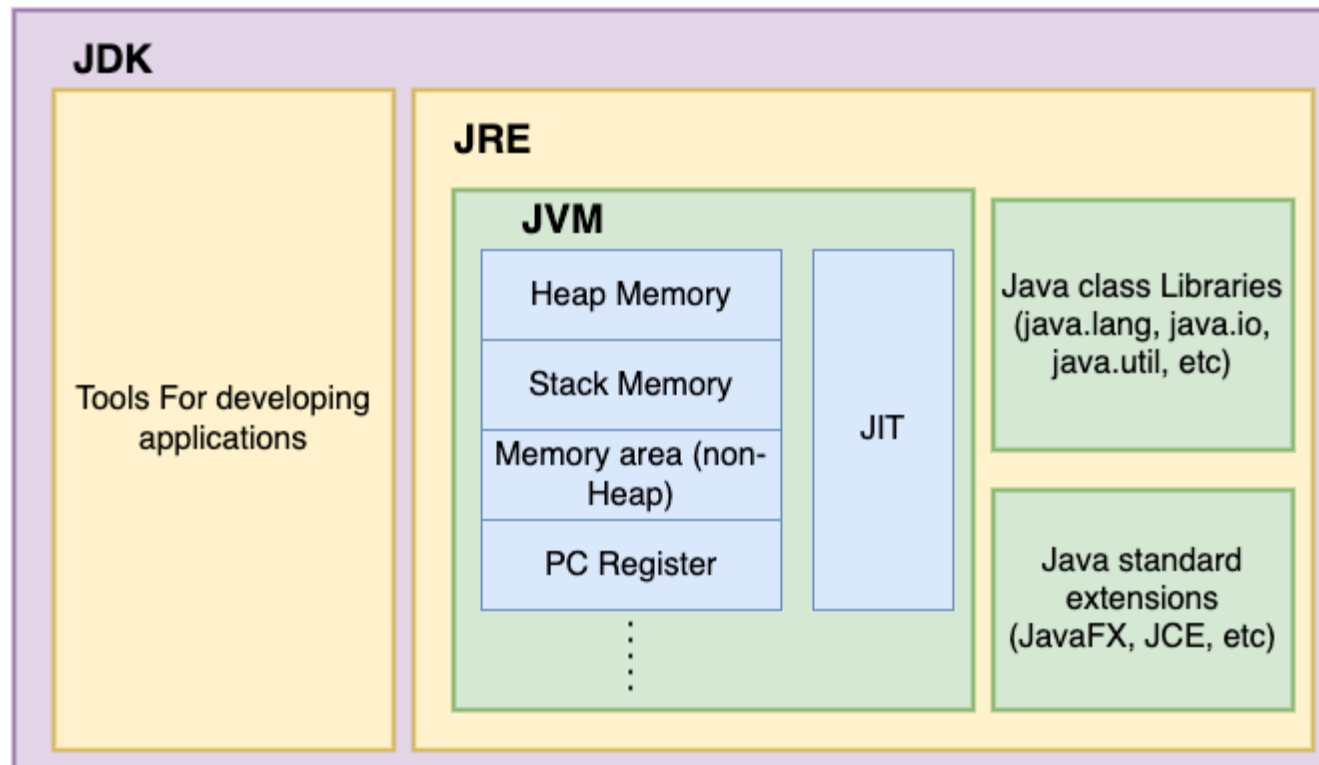 JDK
Tools For developing
applications
JRE
JVM
Heap Memory
Stack Memory
Memory area (non-
Heap)
PC Register
JIT
Java class Libraries
(java.lang, java.io,
java.util, etc)
Java standard
extensions
(JavaFX, JCE, etc)